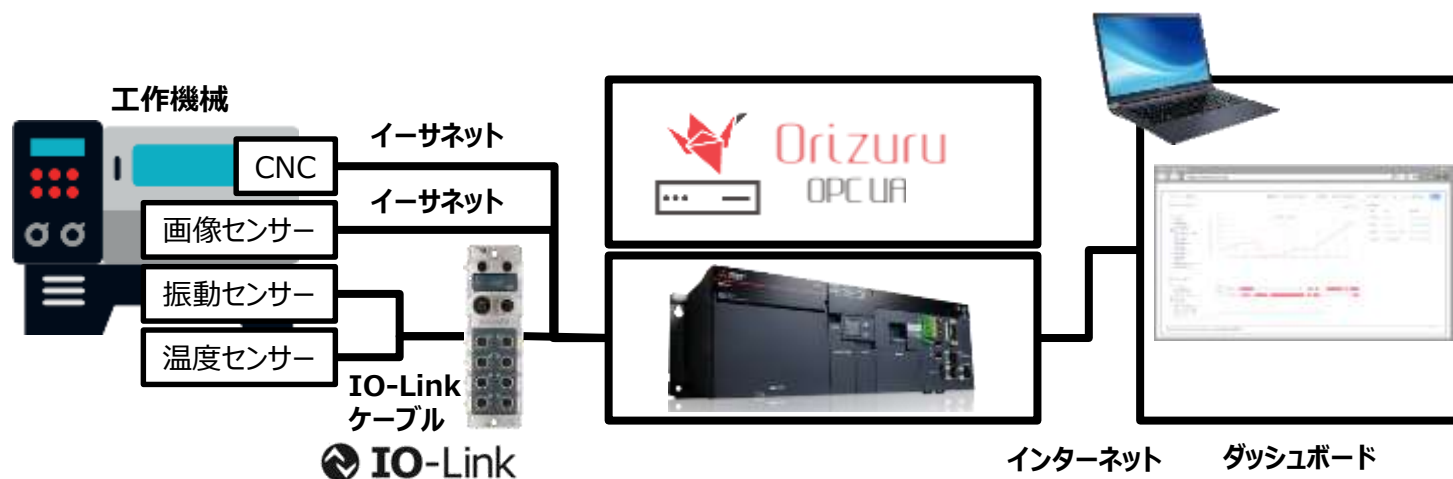 工作機械
CNC
画像センサー
振動センサー
温度センサー
イーサネット
イーサネット
IO-Link
ケーブル
IO-Link
Orizuru
OPC UA
インターネット
ダッシュボード